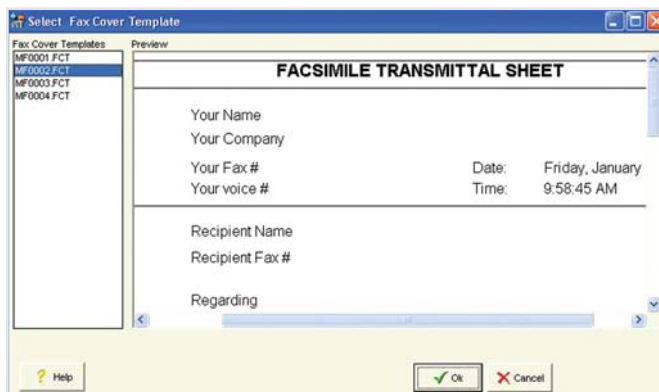 Select Fax Cover Template
Fax Cover Templates
Preview
MF0001.FCT
MF0002.FCT
MF0003.FCT
MF0004.FCT
FACSIMILE TRANSMITTAL SHEET
Your Name
Your Company
Your Fax # Date: Friday, January
Your voice # Time: 9:58:45 AM
Recipient Name
Recipient Fax #
Regarding
? Help
Ok
Cancel